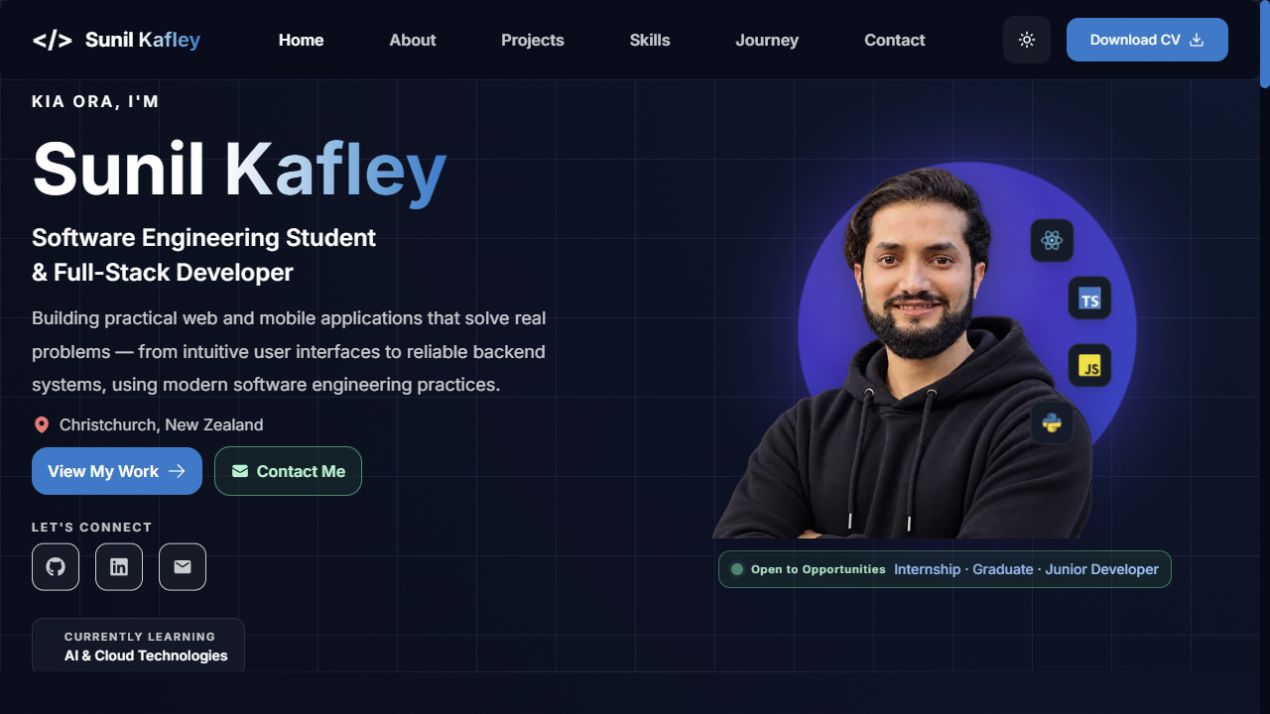 </> Sunil Kafley
Home
About
Projects
Skills
Journey
Contact
Download CV
KIA ORA, I'M
Sunil Kafley
Software Engineering Student
& Full-Stack Developer
Building practical web and mobile applications that solve real
problems — from intuitive user interfaces to reliable backend
systems, using modern software engineering practices.
Christchurch, New Zealand
View My Work →
Contact Me
LET'S CONNECT
in
CURRENTLY LEARNING
AI & Cloud Technologies
TS
JS
Open to Opportunities Internship · Graduate · Junior Developer